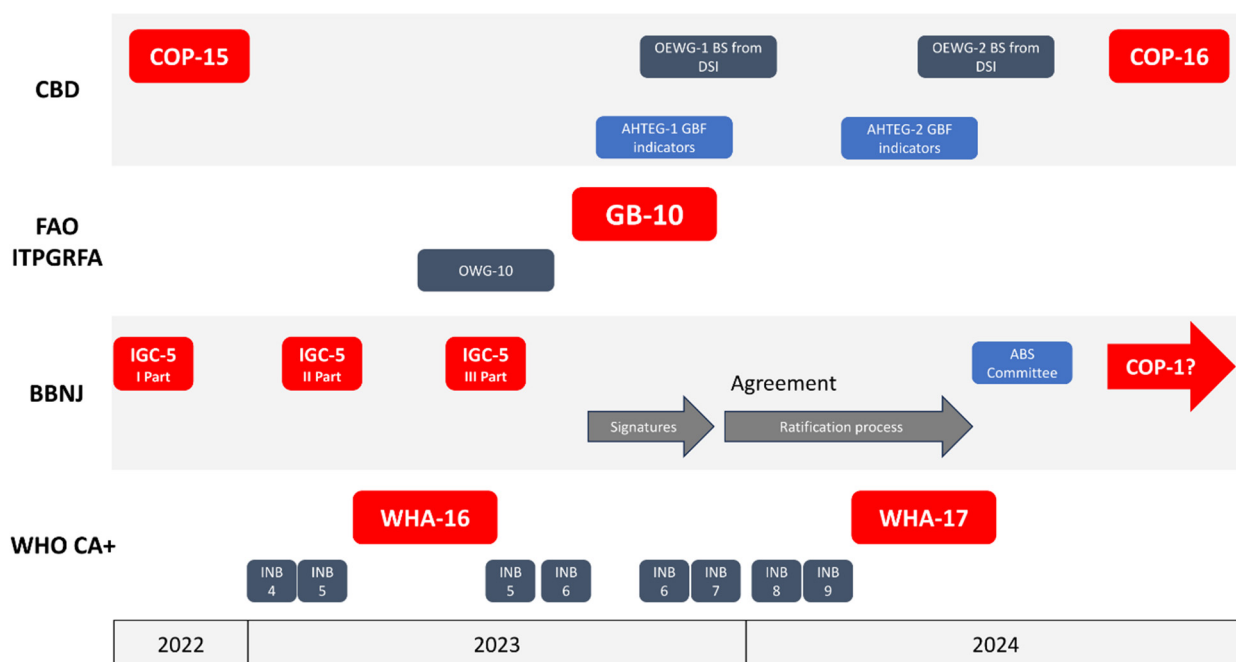 CBD
COP-15
OEWG-1 BS from
DSI
OEWG-2 BS from
DSI
COP-16
AHTEG-1 GBF
indicators
AHTEG-2 GBF
indicators
FAO
ITPGRFA
GB-10
OWG-10
BBNJ
IGC-5
I Part
IGC-5
II Part
IGC-5
III Part
ABS
Committee
COP-1?
Agreement
Signatures
Ratification process
WHO CA+
WHA-16
WHA-17
INB
4
INB
5
INB
5
INB
6
INB
6
INB
7
INB
8
INB
9
2022
2023
2024